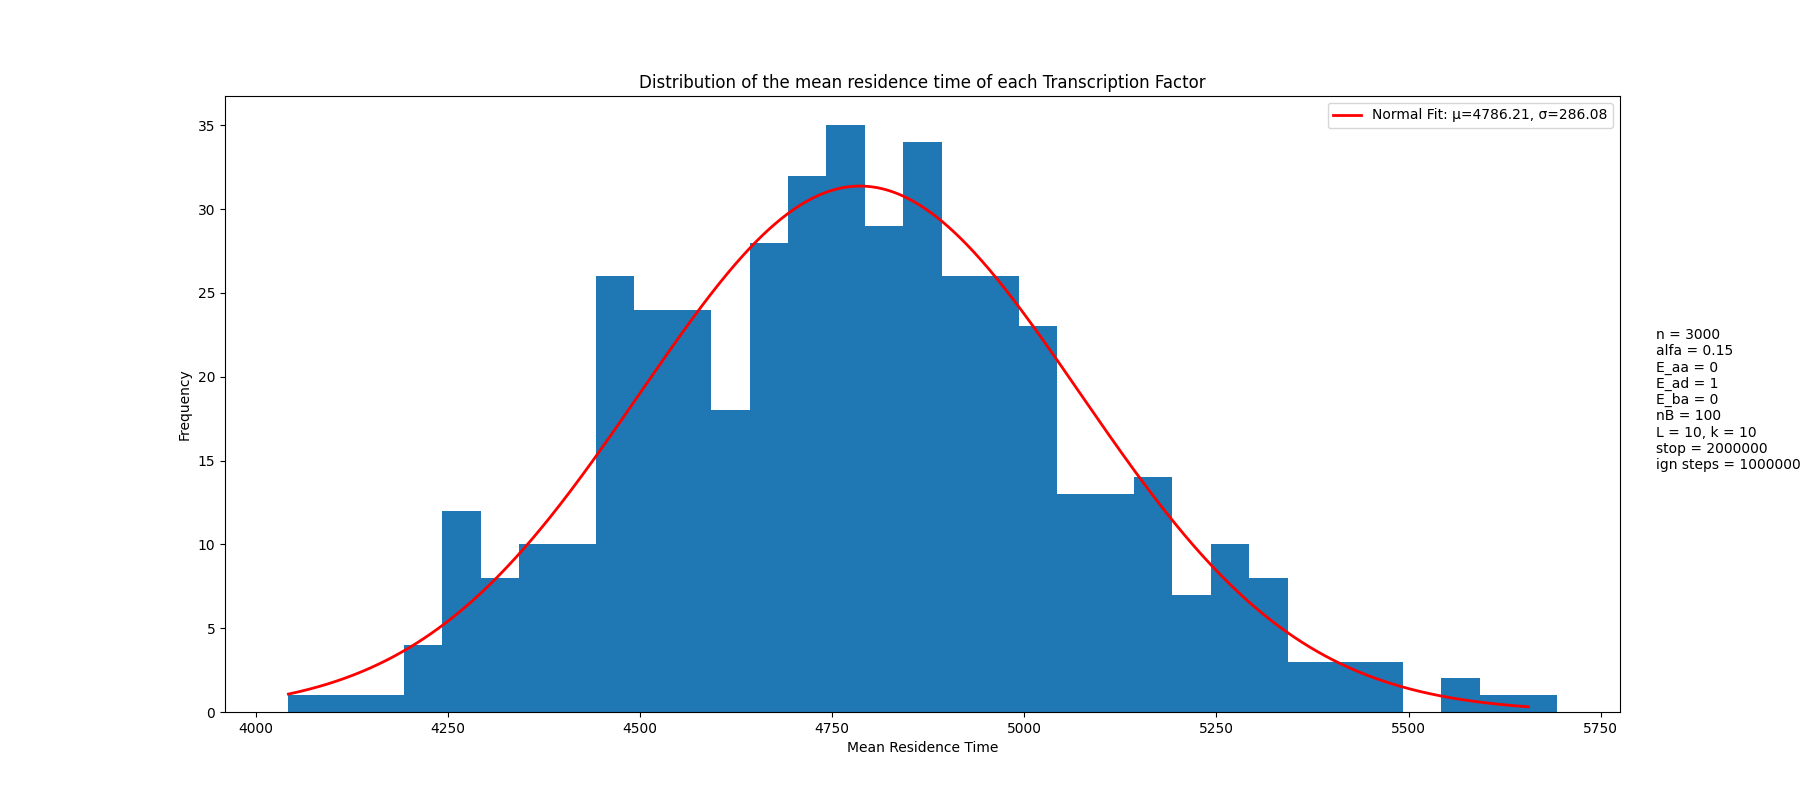 Distribution of the mean residence time of each Transcription Factor
Normal Fit: μ=4786.21, σ=286.08
Frequency
35
30
25
20
15
10
5
0
4000 4250 4500 4750 5000 5250 5500 5750
Mean Residence Time
n = 3000
alfa = 0.15
E_aa = 0
E_ad = 1
E_ba = 0
nB = 100
L = 10, k = 10
stop = 2000000
ign steps = 1000000